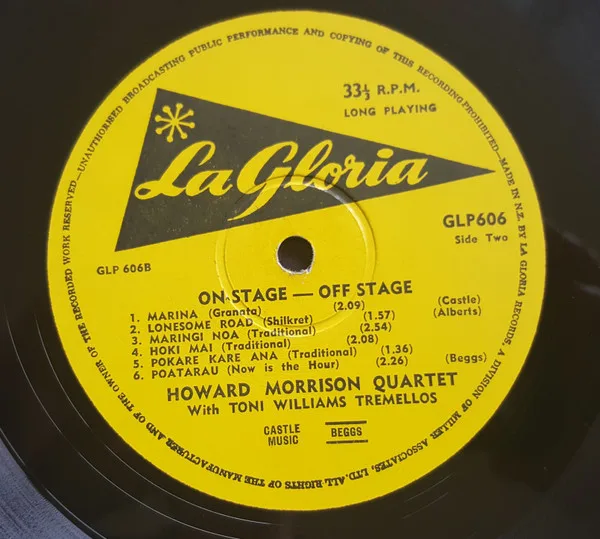 ALL RIGHTS OF THE MANUFACTURER AND OF THE OWNER OF THE RECORDED WORK RESERVED—UNAUTHORISED BROADCASTING PUBLIC PERFORMANCE AND COPYING OF THIS RECORDING PROHIBITED—MADE IN N.Z. BY LA GLORIA RECORDS, A DIVISION OF MILLER ASSOCIATES, LTD.
33⅓ R.P.M.
LONG PLAYING
La Gloria
GLP606
Side Two
GLP 606B
ON-STAGE — OFF STAGE
1. MARINA (Granata) (2.09) (Castle)
2. LONESOME ROAD (Shilkret) (1.57) (Alberts)
3. MARINGI NOA (Traditional) (2.54)
4. HOKI MAI (Traditional) (2.08)
5. POKARE KARE ANA (Traditional) (1.36)
6. POATARAU (Now is the Hour) (2.26) (Beggs)
HOWARD MORRISON QUARTET
With TONI WILLIAMS TREMELLOS
CASTLE
MUSIC
BEGGS